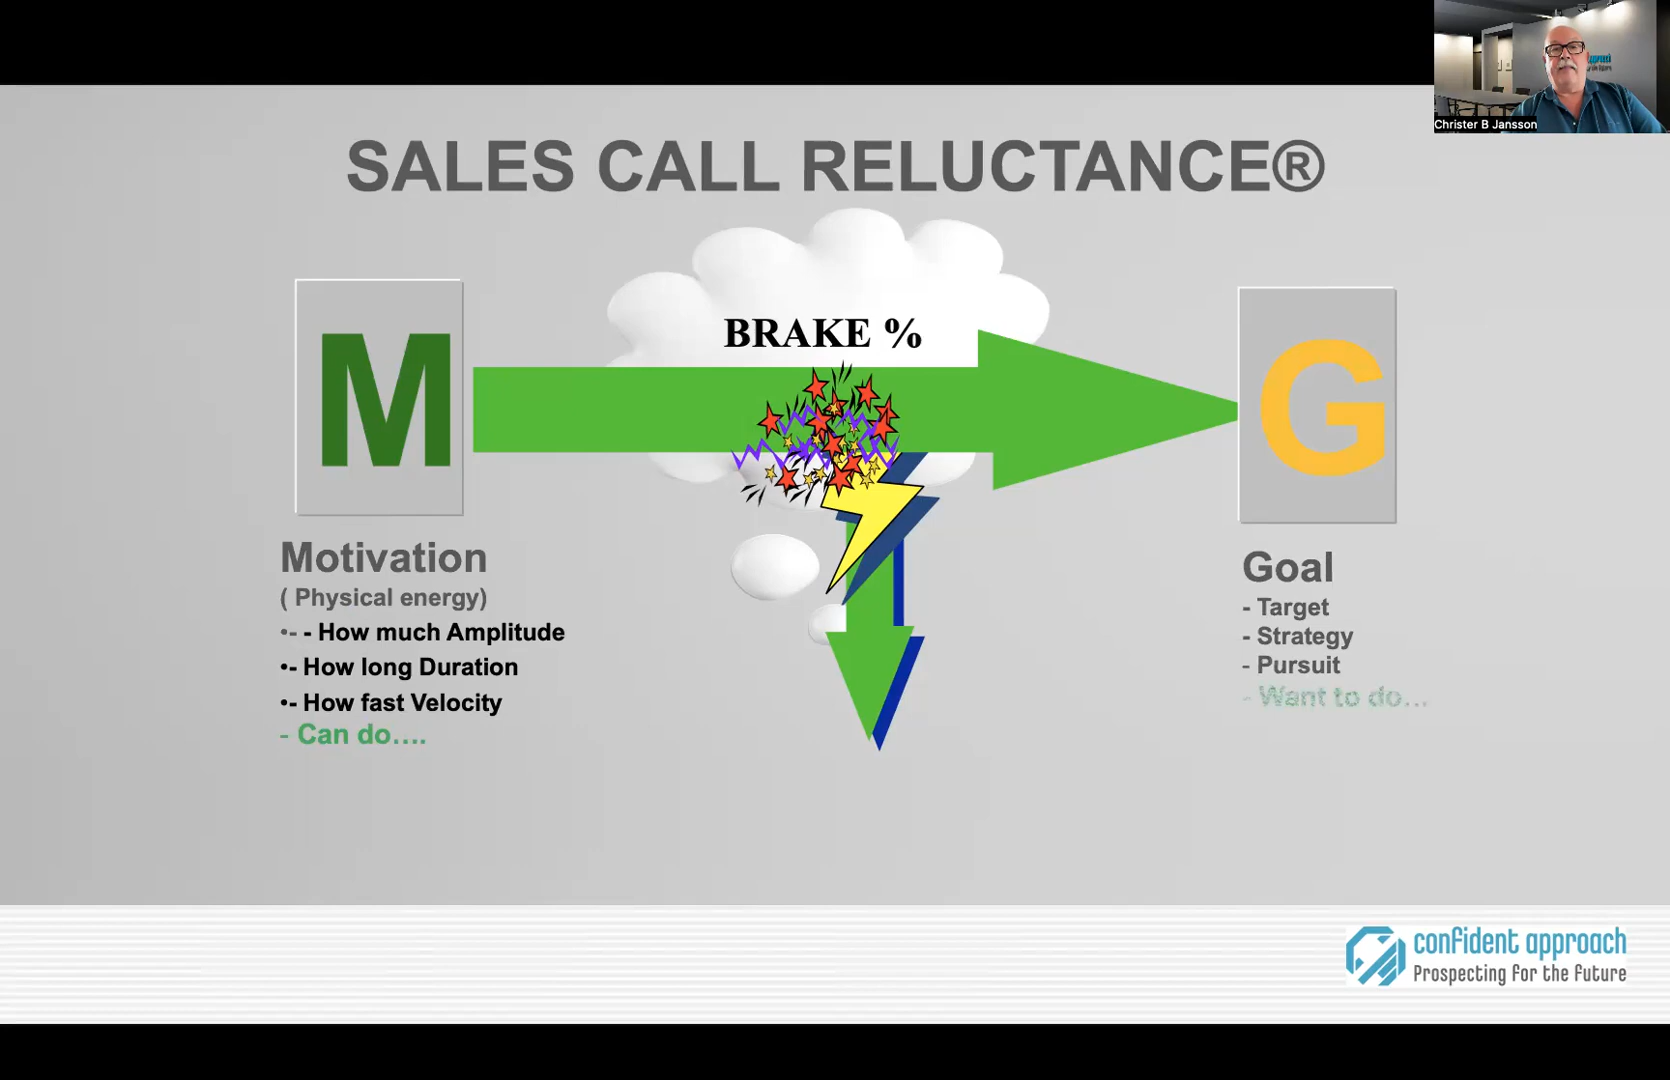 Christer B Jansson
SALES CALL RELUCTANCE®
BRAKE %
M
G
Motivation
( Physical energy)
•- - How much Amplitude
•- How long Duration
•- How fast Velocity
- Can do....
Goal
- Target
- Strategy
- Pursuit
- Want to do...
confident approach
Prospecting for the future